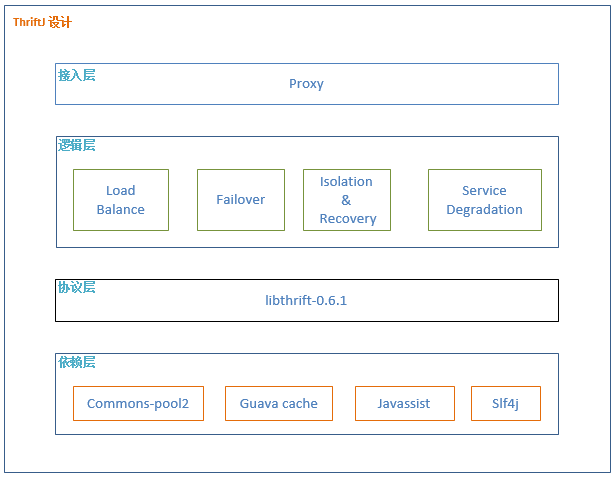 ThriftJ 设计
接入层
Proxy
逻辑层
Load
Balance
Failover
Isolation
&
Recovery
Service
Degradation
协议层
libthrift-0.6.1
依赖层
Commons-pool2
Guava cache
Javassist
Slf4j